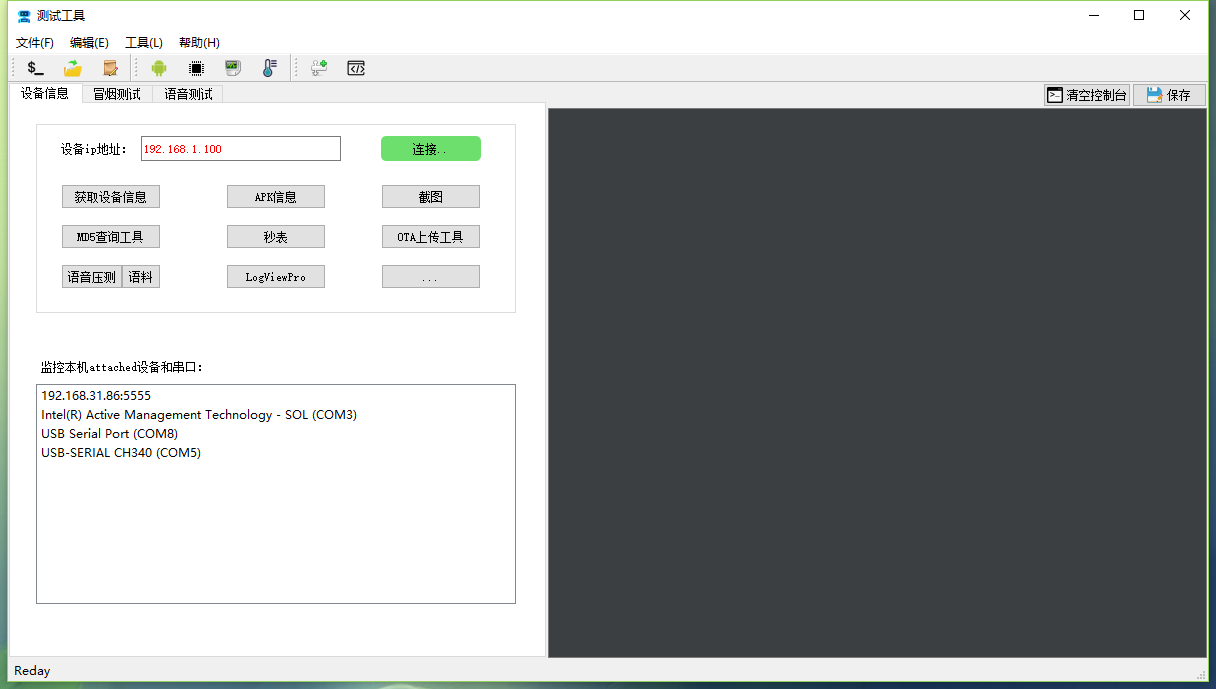 测试工具
文件(F) 编辑(E) 工具(L) 帮助(H)
$_
设备信息 冒烟测试 语音测试 清空控制台 保存
设备ip地址: 192.168.1.100 连接..
获取设备信息 APK信息 截图
MD5查询工具 秒表 OTA上传工具
语音压测 语料 LogViewPro ...
监控本机attached设备和串口:
192.168.31.86:5555
Intel(R) Active Management Technology - SOL (COM3)
USB Serial Port (COM8)
USB-SERIAL CH340 (COM5)
Reday